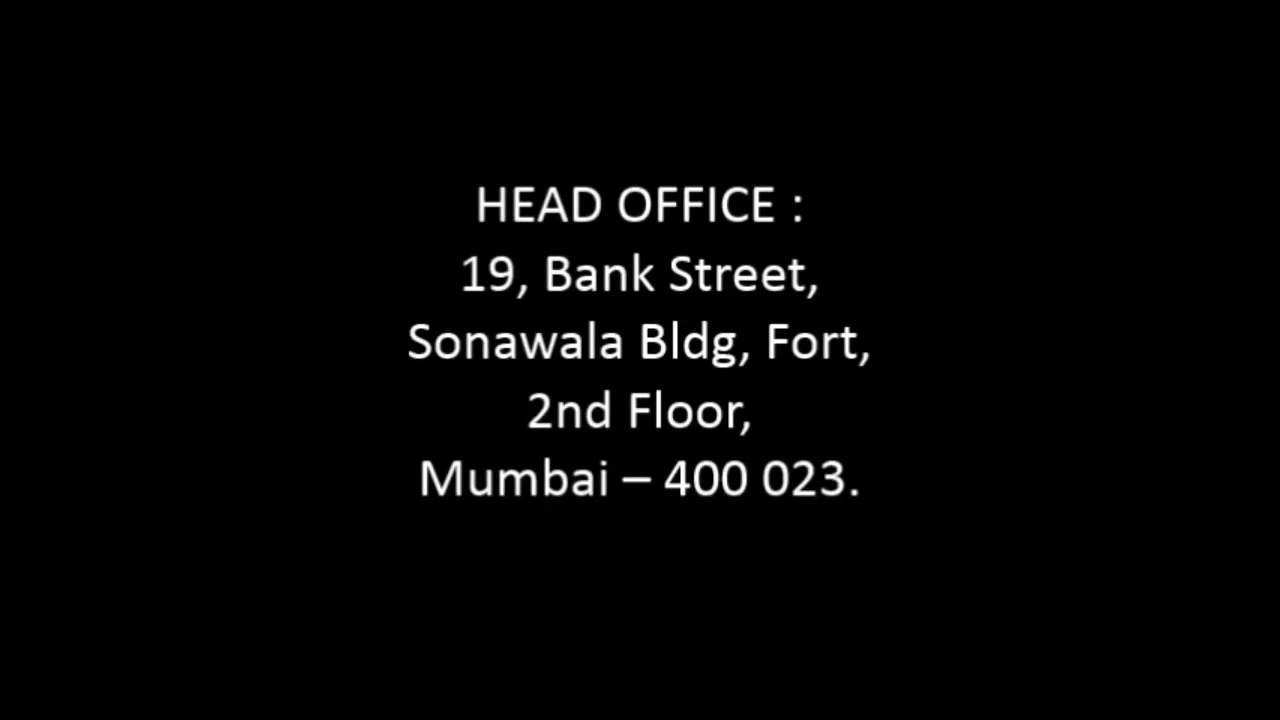 HEAD OFFICE :
19, Bank Street,
Sonawala Bldg, Fort,
2nd Floor,
Mumbai – 400 023.